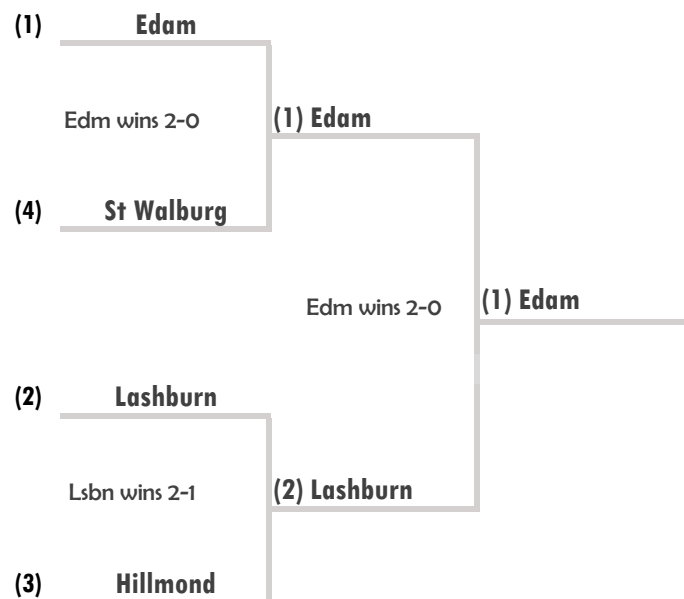 (1) Edam
Edm wins 2-0
(1) Edam
(4) St Walburg
Edm wins 2-0
(1) Edam
(2) Lashburn
Lsbn wins 2-1
(2) Lashburn
(3) Hillmond